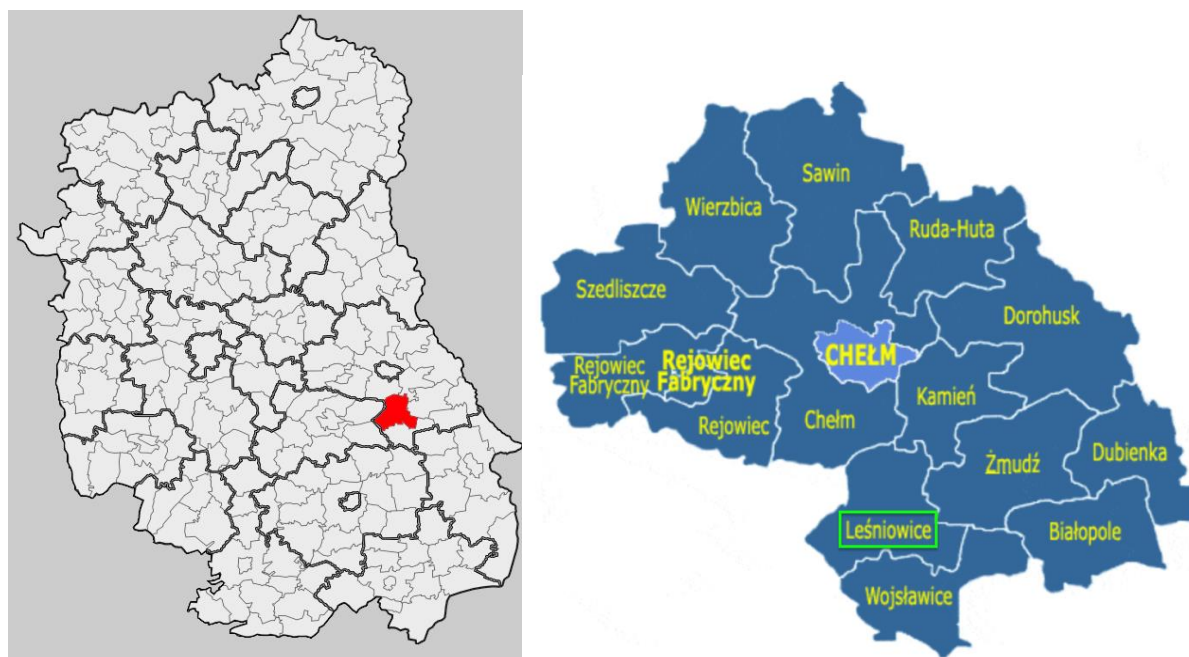 Sawin
Wierzbica
Ruda-Huta
Szedliszcze
Dorohusk
CHEŁM
Rejowiec
Fabryczny
Rejowiec
Fabryczny
Kamień
Rejowiec
Chełm
Żmudź
Dubienka
Leśniowice
Białopole
Wojsławice